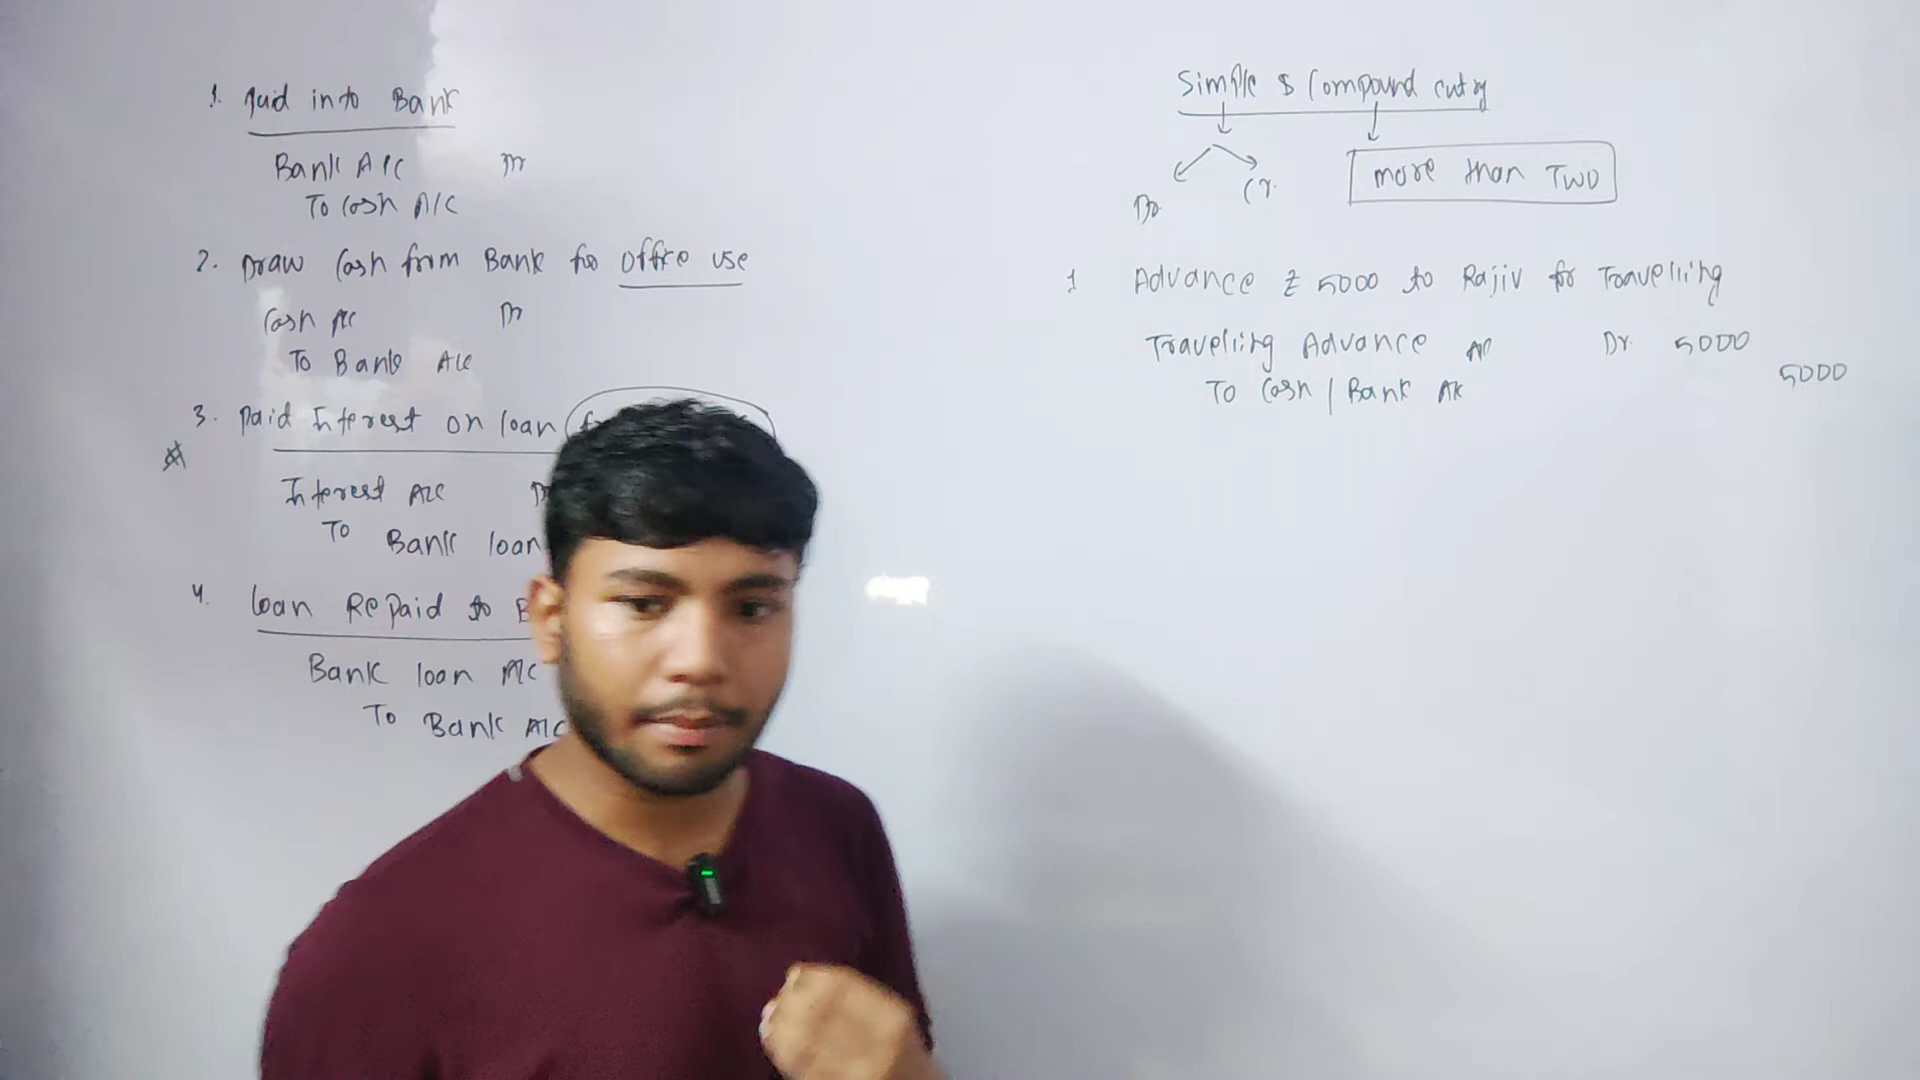 1. Paid into Bank
Bank A/C Dr
To Cash A/C
2. Draw Cash from Bank for office use
Cash A/C Dr
To Bank A/C
3. Paid Interest on loan
Interest A/C
To Bank loan
4. loan Repaid to
Bank loan A/C
To Bank A/C
Simple & Compound entry
Dr Cr.
more than Two
1 Advance ₹ 5000 to Rajiv for Travelling
Travelling Advance A/C Dr. 5000
To Cash | Bank A/C 5000